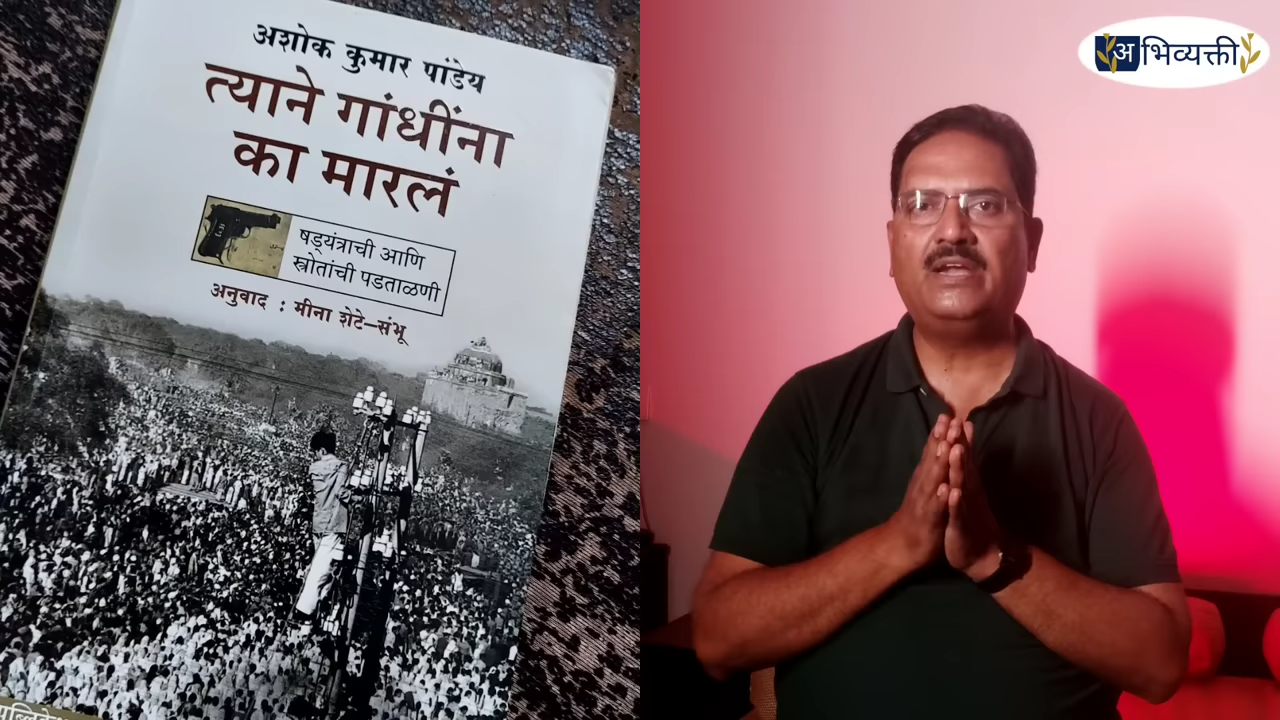 अशोक कुमार पांडेय
त्याने गांधींना
का मारलं
षड्यंत्राची आणि
स्त्रोतांची पडताळणी
अनुवाद : मीना शेटे-संभू
अभिव्यक्ती